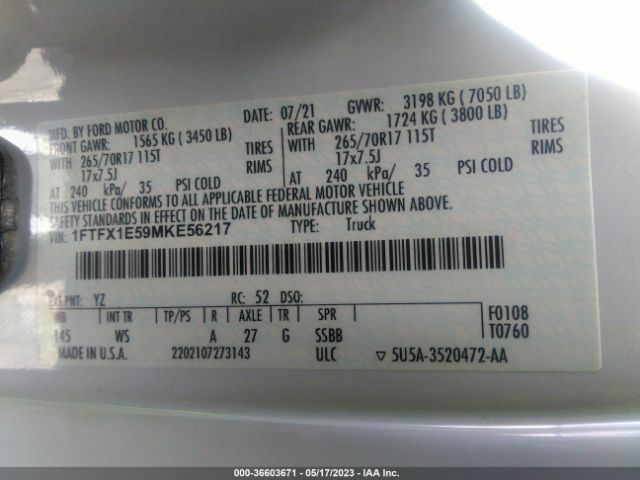 MFD. BY FORD MOTOR CO. DATE: 07/21 GVWR: 3198 KG ( 7050 LB)
FRONT GAWR: 1565 KG ( 3450 LB) REAR GAWR: 1724 KG ( 3800 LB)
WITH 265/70R17 115T TIRES WITH 265/70R17 115T TIRES
17x7.5J RIMS 17x7.5J RIMS
AT 240 kPa/ 35 PSI COLD AT 240 kPa/ 35 PSI COLD
THIS VEHICLE CONFORMS TO ALL APPLICABLE FEDERAL MOTOR VEHICLE
SAFETY STANDARDS IN EFFECT ON THE DATE OF MANUFACTURE SHOWN ABOVE.
VIN: 1FTFX1E59MKE56217 TYPE: Truck
EXT PNT: YZ RC: 52 DSO:
WB INT TR TP/PS R AXLE TR SPR F0108
145 WS A 27 G SSBB T0760
MADE IN U.S.A. 2202107273143 ULC ▽ 5U5A-3520472-AA
000-36603671 - 05/17/2023 - IAA Inc.